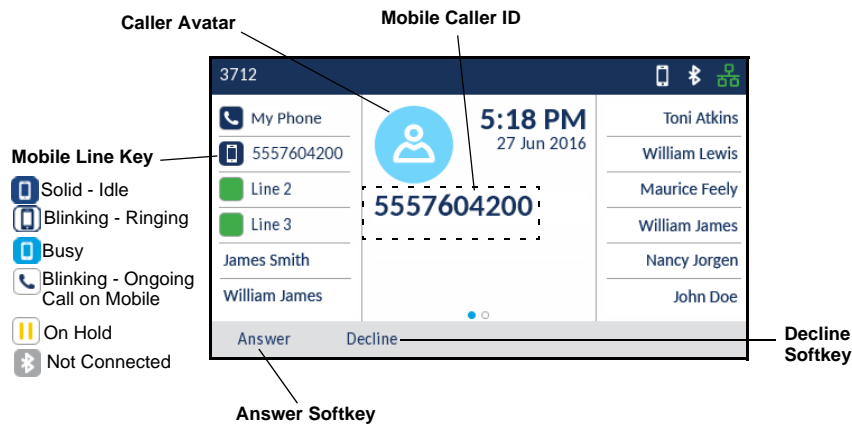 Caller Avatar
Mobile Caller ID
3712
My Phone
5:18 PM
27 Jun 2016
Toni Atkins
Mobile Line Key
5557604200
William Lewis
Solid - Idle
Line 2
5557604200
Maurice Feely
Blinking - Ringing
Line 3
William James
Busy
James Smith
Nancy Jorgen
Blinking - Ongoing
Call on Mobile
William James
John Doe
On Hold
Answer
Decline
Decline
Softkey
Not Connected
Answer Softkey